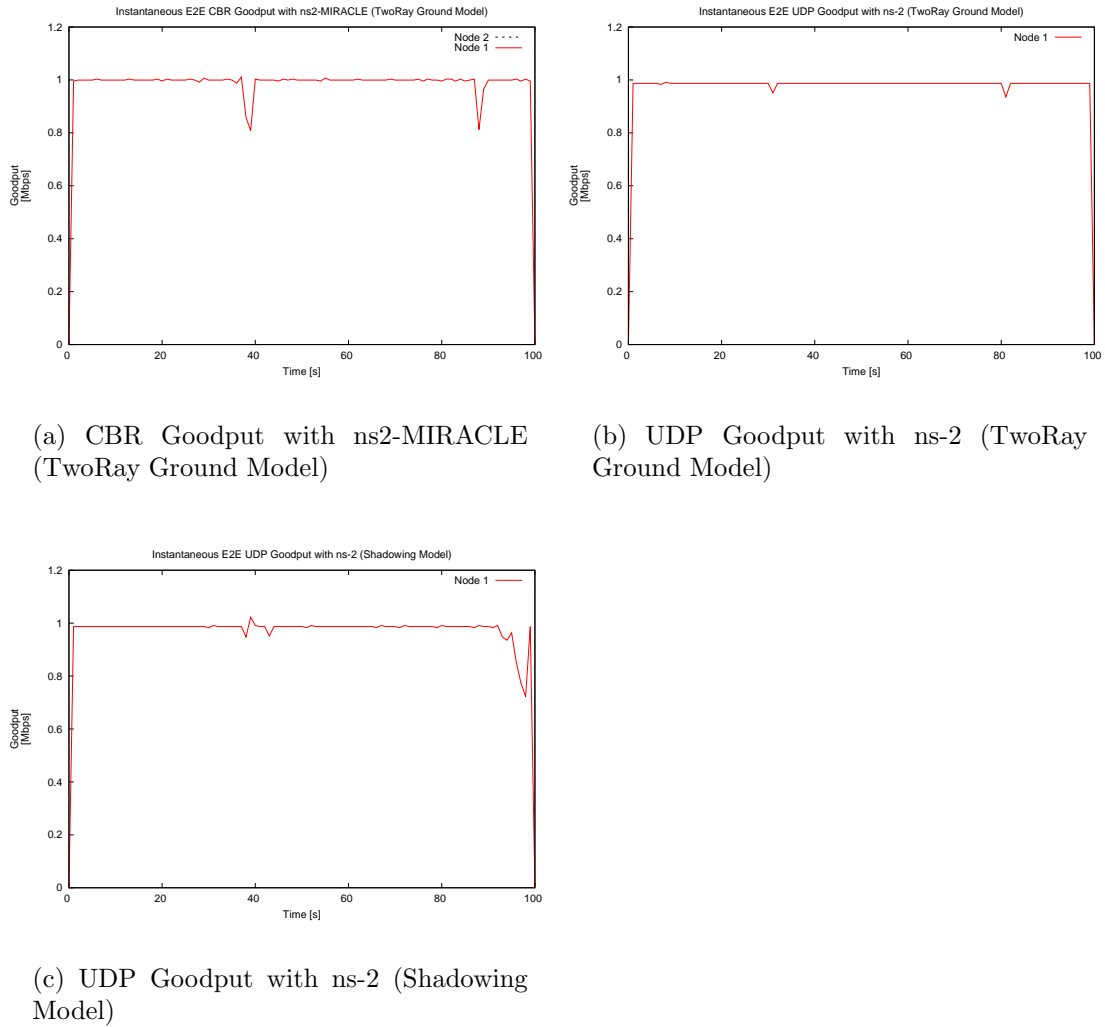 Instantaneous E2E CBR Goodput with ns2-MIRACLE (TwoRay Ground Model)
1.2
1
0.8
0.6
0.4
0.2
0
Goodput
[Mbps]
Node 2
Node 1
0 20 40 60 80 100
Time [s]
(a) CBR Goodput with ns2-MIRACLE
(TwoRay Ground Model)
Instantaneous E2E UDP Goodput with ns-2 (TwoRay Ground Model)
1.2
1
0.8
0.6
0.4
0.2
0
Goodput
[Mbps]
Node 1
0 20 40 60 80 100
Time [s]
(b) UDP Goodput with ns-2 (TwoRay
Ground Model)
Instantaneous E2E UDP Goodput with ns-2 (Shadowing Model)
1.2
1
0.8
0.6
0.4
0.2
0
Goodput
[Mbps]
Node 1
0 20 40 60 80 100
Time [s]
(c) UDP Goodput with ns-2 (Shadowing
Model)